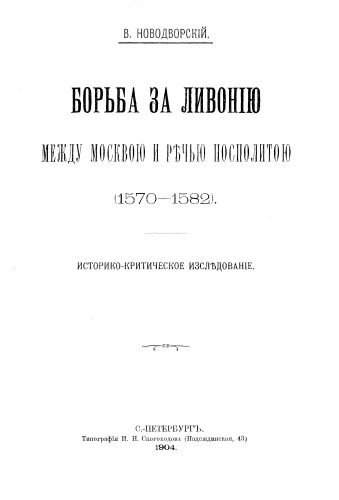 В. НОВОДВОРСКІЙ.
БОРЬБА ЗА ЛИВОНІЮ
МЕЖДУ МОСКВОЮ И РѢЧЬЮ ПОСПОЛИТОЮ
(1570—1582).
ИСТОРИКО-КРИТИЧЕСКОЕ ИЗСЛѢДОВАНІЕ.
С.-ПЕТЕРБУРГЪ.
Типографія И. Н. Скороходова (Надеждинская, 43)
1904.